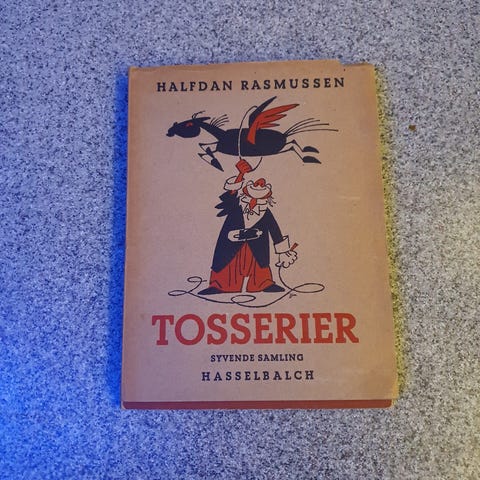 HALFDAN RASMUSSEN
TOSSERIER
SYVENDE SAMLING
HASSELBALCH